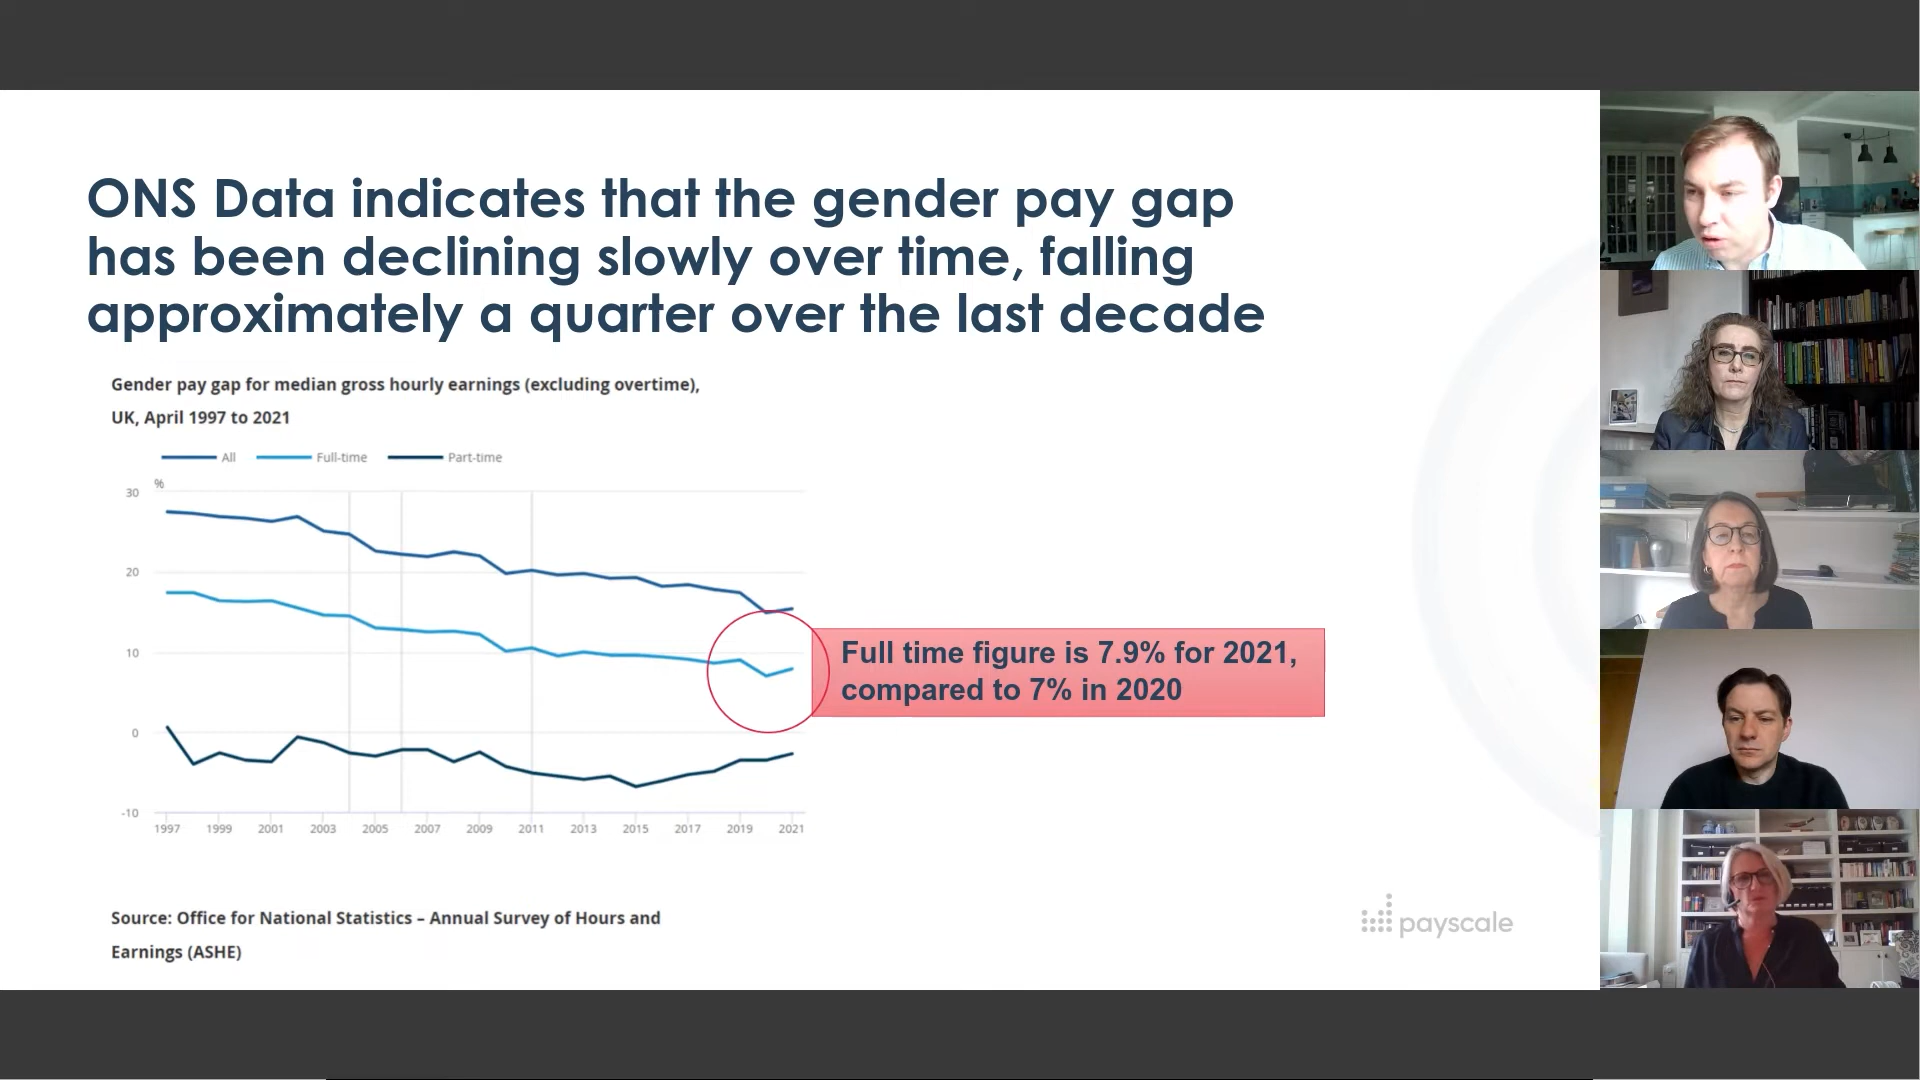 ONS Data indicates that the gender pay gap
has been declining slowly over time, falling
approximately a quarter over the last decade
Gender pay gap for median gross hourly earnings (excluding overtime),
UK, April 1997 to 2021
All Full-time Part-time
%
30
20
10
0
-10
1997 1999 2001 2003 2005 2007 2009 2011 2013 2015 2017 2019 2021
Full time figure is 7.9% for 2021,
compared to 7% in 2020
Source: Office for National Statistics – Annual Survey of Hours and
Earnings (ASHE)
payscale